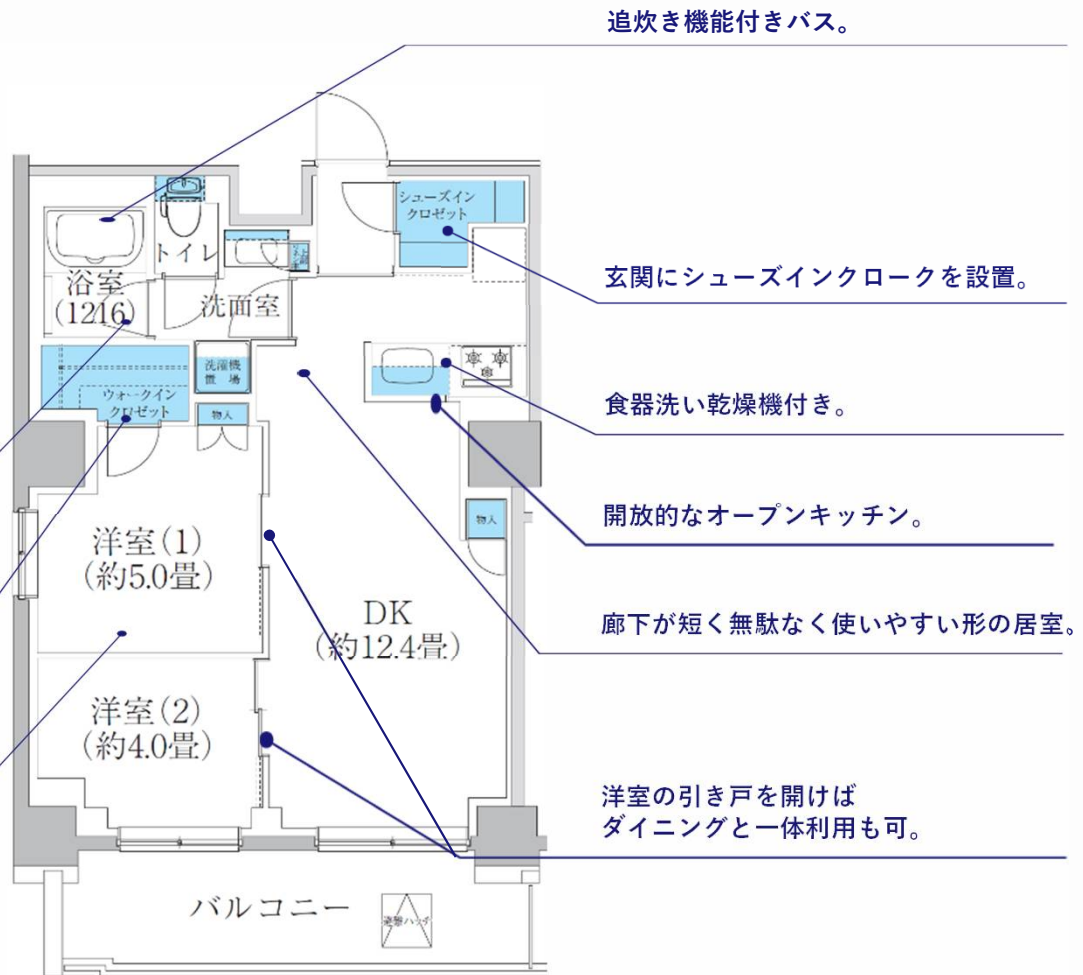 追炊き機能付きバス。
シューズイン
クロゼット
トイレ
浴室
(1216)
洗面室
玄関にシューズインクロークを設置。
洗濯機
置場
ウォークイン
クロゼット
物入
食器洗い乾燥機付き。
開放的なオープンキッチン。
物入
洋室(1)
(約5.0畳)
DK
(約12.4畳)
廊下が短く無駄なく使いやすい形の居室。
洋室(2)
(約4.0畳)
洋室の引き戸を開けば
ダイニングと一体利用も可。
バルコニー
避難ハッチ